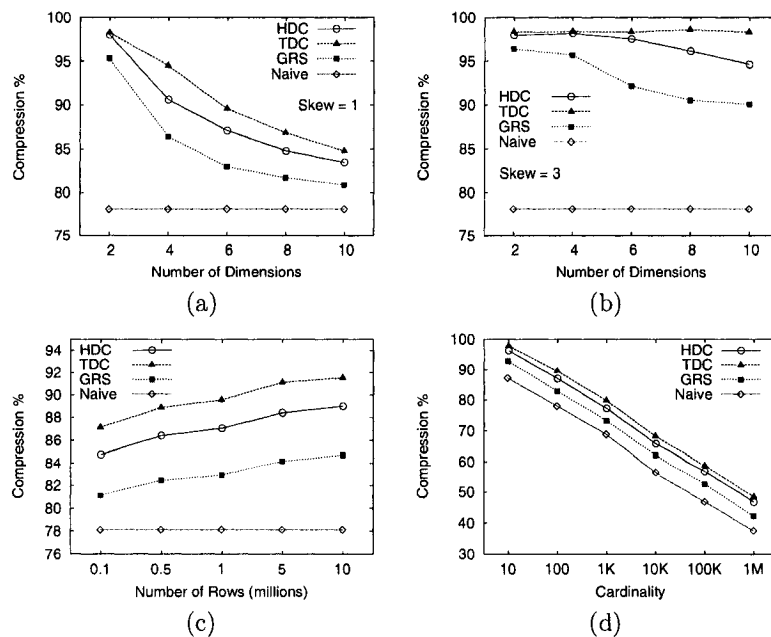 100
95
90
85
80
75
Compression %
HDC
TDC
GRS
Naive
Skew = 1
2 4 6 8 10
Number of Dimensions
(a)
100
95
90
85
80
75
Compression %
HDC
TDC
GRS
Naive
Skew = 3
2 4 6 8 10
Number of Dimensions
(b)
94
92
90
88
86
84
82
80
78
76
Compression %
HDC
TDC
GRS
Naive
0.1 0.5 1 5 10
Number of Rows (millions)
(c)
100
90
80
70
60
50
40
30
Compression %
HDC
TDC
GRS
Naive
10 100 1K 10K 100K 1M
Cardinality
(d)